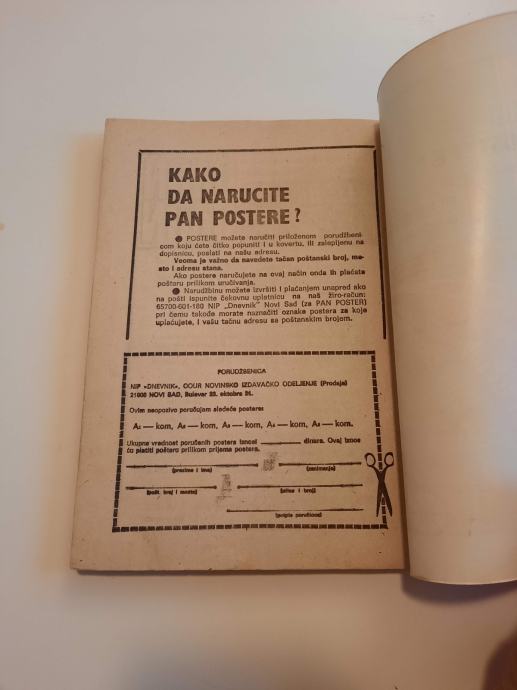 KAKO
DA NARUCITE
PAN POSTERE?
● POSTERE možete naručiti priloženom porudžbeni
com koju ćete čitko popuniti i u kovertu, ili zalepljenu na
dopisnicu, poslati na našu adresu.
Veoma je važno da navedete tačan poštanski broj, me-
sto i adresu stana.
Ako postere naručujete na ovaj način onda ih plaćate
poštaru prilikom uručivanja.
● Narudžbinu možete izvršiti i plaćanjem unapred ako
na pošti ispunite čekovnu uplatnicu na naš žiro-račun:
65700-601-180 NIP „Dnevnik" Novi Sad (za PAN POSTER)
pri čemu takođe morate naznačiti oznake postera za koje
uplaćujete, i vašu tačnu adresu sa poštanskim brojem.
PORUDŽBENICA
NIP »DNEVNIK«, OOUR NOVINSKO IZDAVAČKO ODELJENJE (Prodaja)
21000 NOVI SAD, Bulevar 23. oktobra 31.
Ovim neopozivo poručujem sledeće postere:
A — kom, A — kom, A — kom, A — kom, A — kom.
Ukupna vrednost poručenih postera iznosi ________ dinara. Ovaj iznos
ću platiti poštaru prilikom prijema postera.
(prezime i ime) (zanimanje)
(pošt. broj i mesto) (ulica i broj)
(potpis poručioca)